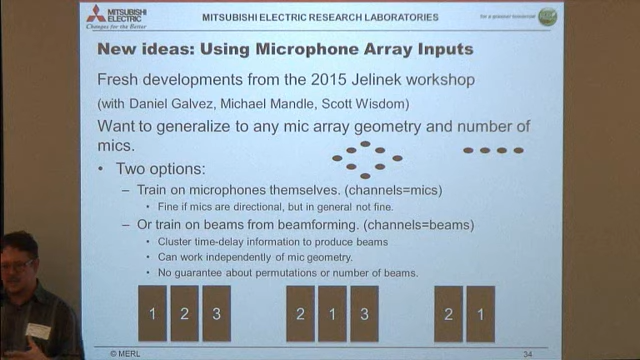 MITSUBISHI
ELECTRIC
Changes for the Better
MITSUBISHI ELECTRIC RESEARCH LABORATORIES
for a greener tomorrow
New ideas: Using Microphone Array Inputs
Fresh developments from the 2015 Jelinek workshop
(with Daniel Galvez, Michael Mandle, Scott Wisdom)
Want to generalize to any mic array geometry and number of
mics.
• Two options:
– Train on microphones themselves. (channels=mics)
• Fine if mics are directional, but in general not fine.
– Or train on beams from beamforming. (channels=beams)
• Cluster time-delay information to produce beams
• Can work independently of mic geometry.
• No guarantee about permutations or number of beams.
1 2 3 2 1 3 2 1
© MERL
34